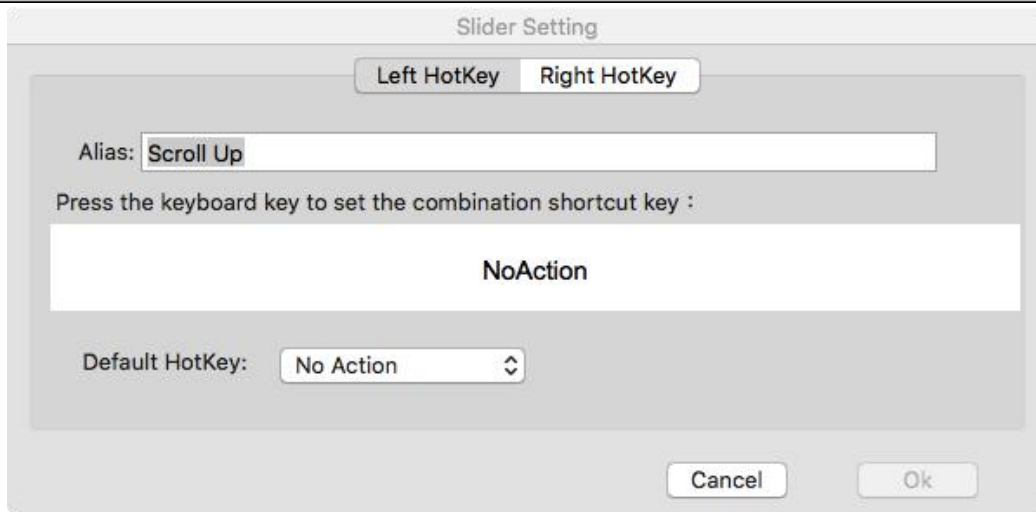 Slider Setting
Left HotKey Right HotKey
Alias: Scroll Up
Press the keyboard key to set the combination shortcut key：
NoAction
Default HotKey: No Action
Cancel Ok